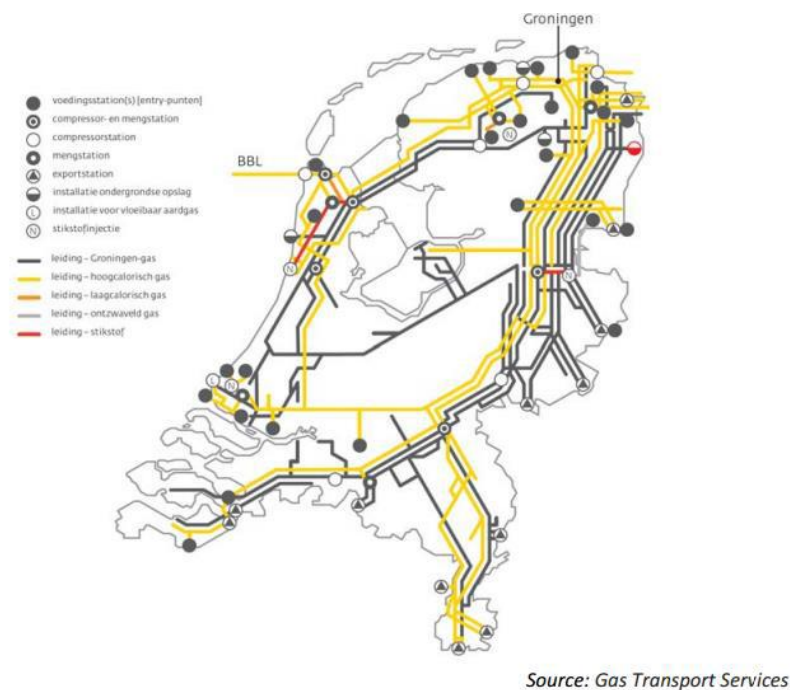 Groningen
voedingsstation(s) (entry-punten)
compressor- en mengstation
compressorstation
mengstation
exportstation
installatie ondergrondse opslag
L installatie voor vloeibaar aardgas
N stikstofinjectie
leiding – Groningen-gas
leiding – hoogcalorisch gas
leiding – laagcalorisch gas
leiding – ontzwaveld gas
leiding – stikstof
BBL
N
N
N
L
N
Source: Gas Transport Services